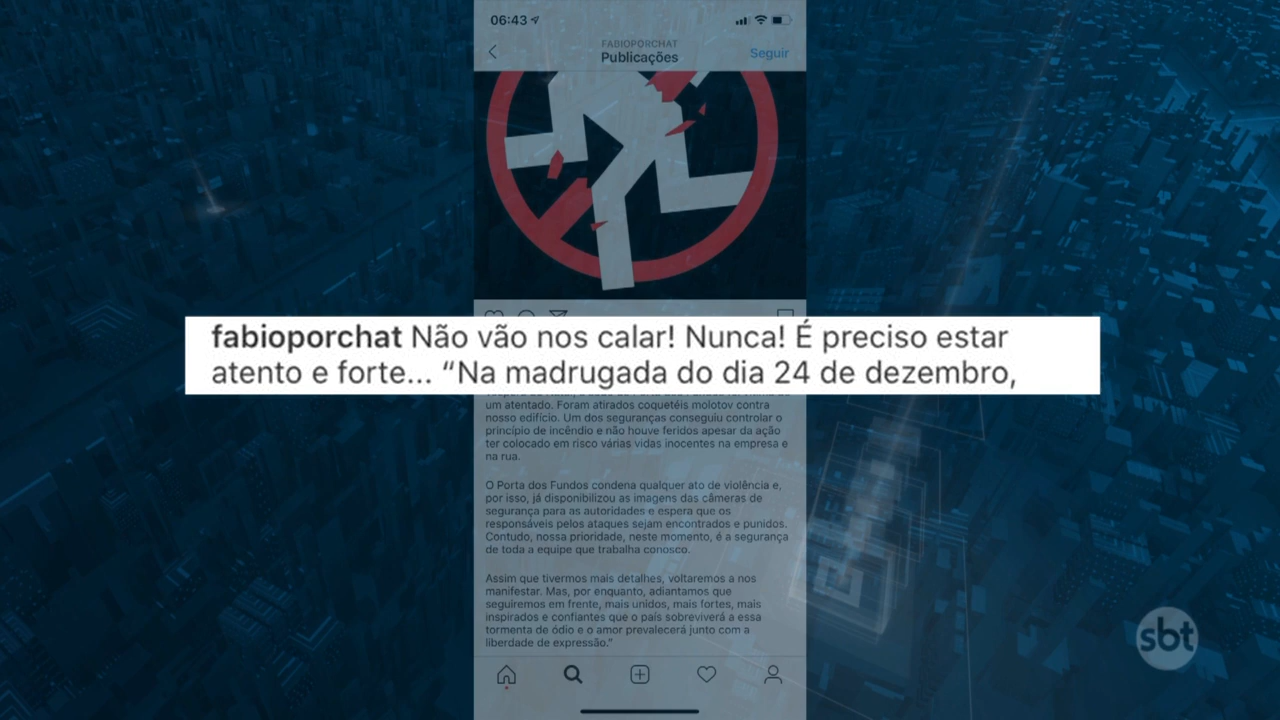 06:43
FABIOPORCHAT
Publicações
Seguir
fabioporchat Não vão nos calar! Nunca! É preciso estar
atento e forte... “Na madrugada do dia 24 de dezembro,
um atentado. Foram atirados coquetéis molotov contra
nosso edifício. Um dos seguranças conseguiu controlar o
princípio de incêndio e não houve feridos apesar da ação
ter colocado em risco várias vidas inocentes na empresa e
na rua.
O Porta dos Fundos condena qualquer ato de violência e,
por isso, já disponibilizou as imagens das câmeras de
segurança para as autoridades e espera que os
responsáveis pelos ataques sejam encontrados e punidos.
Contudo, nossa prioridade, neste momento, é a segurança
de toda a equipe que trabalha conosco.
Assim que tivermos mais detalhes, voltaremos a nos
manifestar. Mas, por enquanto, adiantamos que
seguiremos em frente, mais unidos, mais fortes, mais
inspirados e confiantes que o país sobreviverá a essa
tormenta de ódio e o amor prevalecerá junto com a
liberdade de expressão.”
sbt